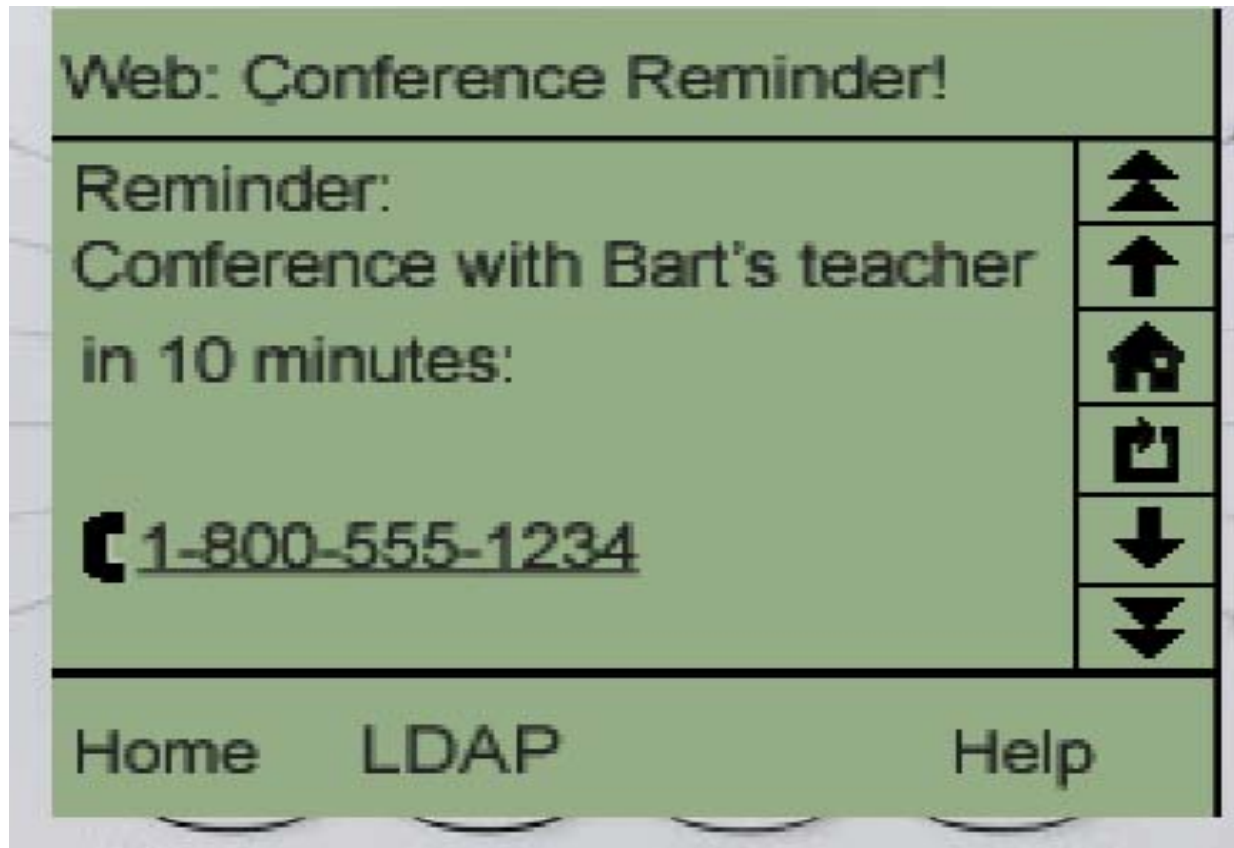 Web: Conference Reminder!
Reminder:
Conference with Bart's teacher
in 10 minutes:
1-800-555-1234
Home LDAP Help